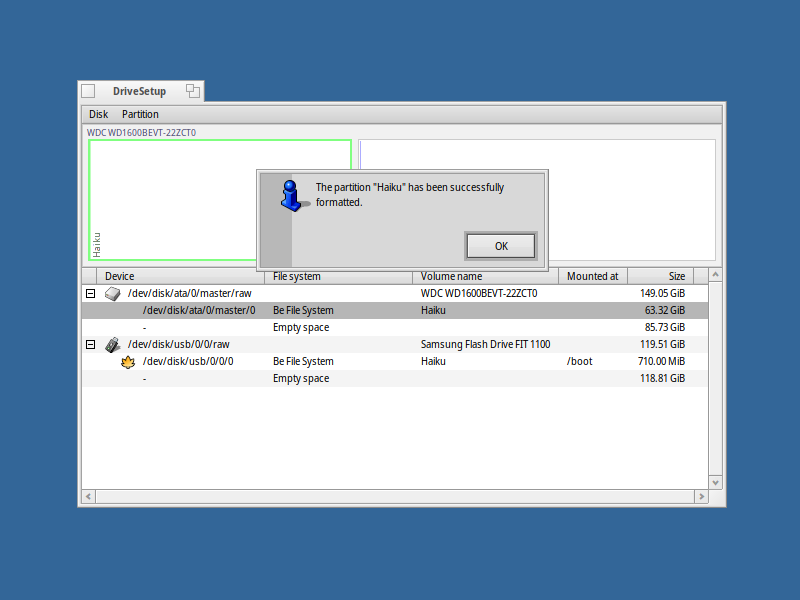 DriveSetup
Disk Partition
WDC WD1600BEVT-22ZCT0
Haiku
The partition "Haiku" has been successfully
formatted.
OK
Device File system Volume name Mounted at Size
/dev/disk/ata/0/master/raw WDC WD1600BEVT-22ZCT0 149.05 GiB
/dev/disk/ata/0/master/0 Be File System Haiku 63.32 GiB
- Empty space 85.73 GiB
/dev/disk/usb/0/0/raw Samsung Flash Drive FIT 1100 119.51 GiB
/dev/disk/usb/0/0/0 Be File System Haiku /boot 710.00 MiB
- Empty space 118.81 GiB